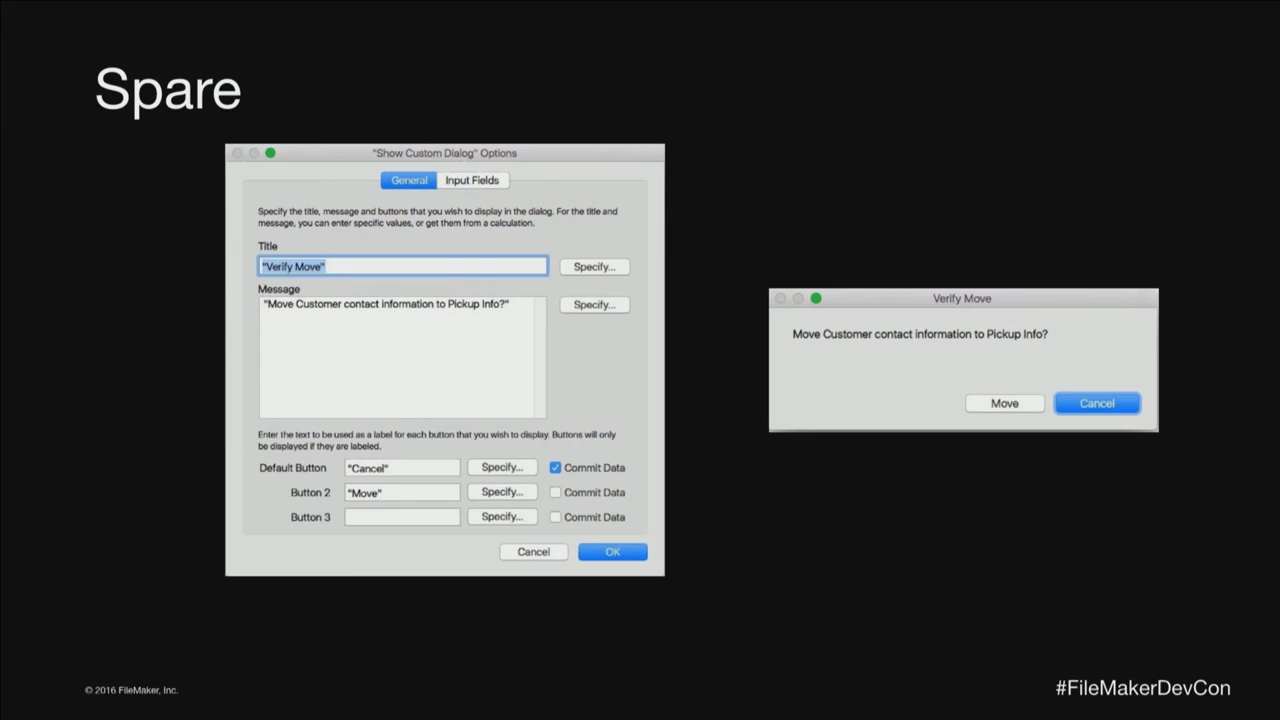 Spare
"Show Custom Dialog" Options
General Input Fields
Specify the title, message and buttons that you wish to display in the dialog. For the title and
message, you can enter specific values, or get them from a calculation.
Title
"Verify Move" Specify...
Message
"Move Customer contact information to Pickup Info?" Specify...
Enter the text to be used as a label for each button that you wish to display. Buttons will only
be displayed if they are labeled.
Default Button "Cancel" Specify... Commit Data
Button 2 "Move" Specify... Commit Data
Button 3 Specify... Commit Data
Cancel OK
Verify Move
Move Customer contact information to Pickup Info?
Move Cancel
© 2016 FileMaker, Inc.
#FileMakerDevCon